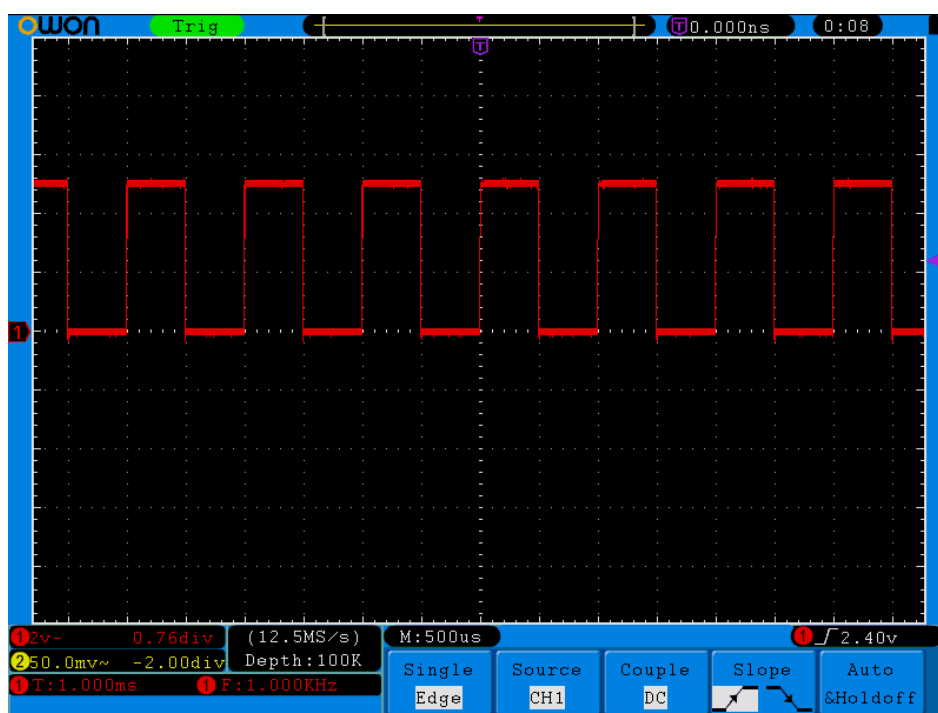 owon Trig T 0.000ns 0:08
T
1
1 2v- 0.76div (12.5MS/s) M:500us 1 2.40v
2 50.0mv~ -2.00div Depth:100K
1 T:1.000ms 1 F:1.000KHz
Single Source Couple Slope Auto
Edge CH1 DC &Holdoff